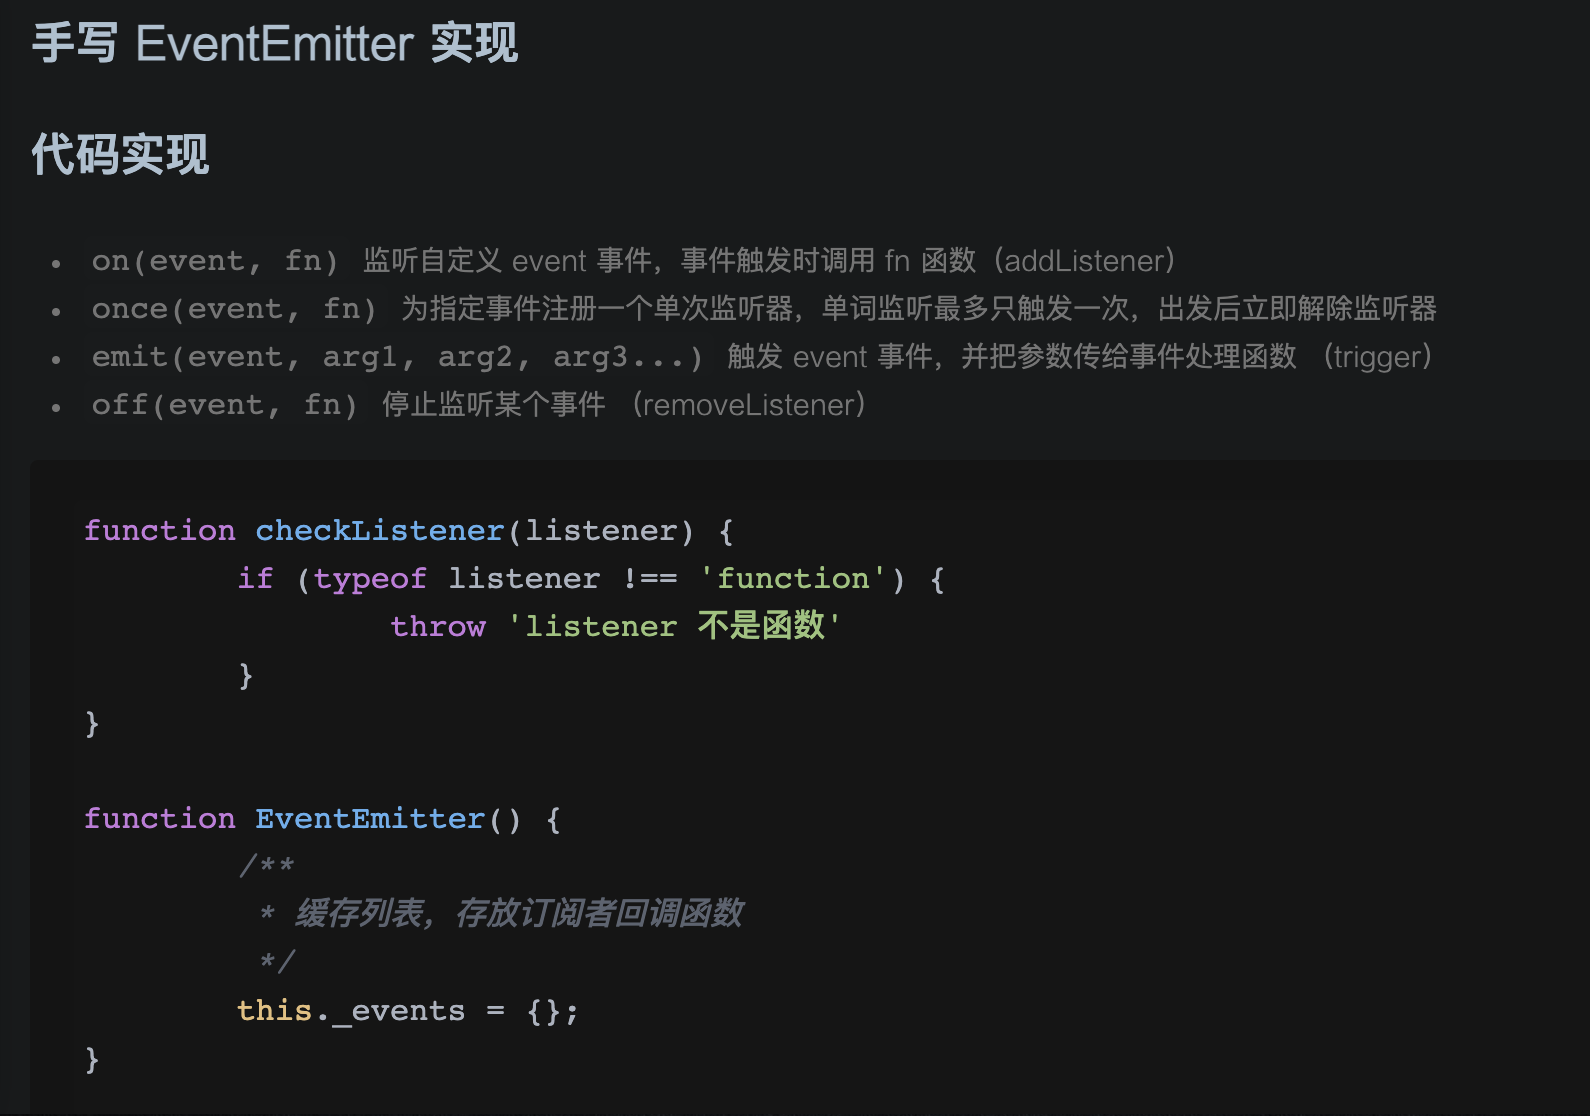 手写 EventEmitter 实现
代码实现
on(event, fn) 监听自定义 event 事件，事件触发时调用 fn 函数（addListener）
once(event, fn) 为指定事件注册一个单次监听器，单词监听最多只触发一次，出发后立即解除监听器
emit(event, arg1, arg2, arg3...) 触发 event 事件，并把参数传给事件处理函数 （trigger）
off(event, fn) 停止监听某个事件 （removeListener）
function checkListener(listener) {
        if (typeof listener !== 'function') {
                throw 'listener 不是函数'
        }
}
function EventEmitter() {
        /**
         * 缓存列表，存放订阅者回调函数
         */
        this._events = {};
}